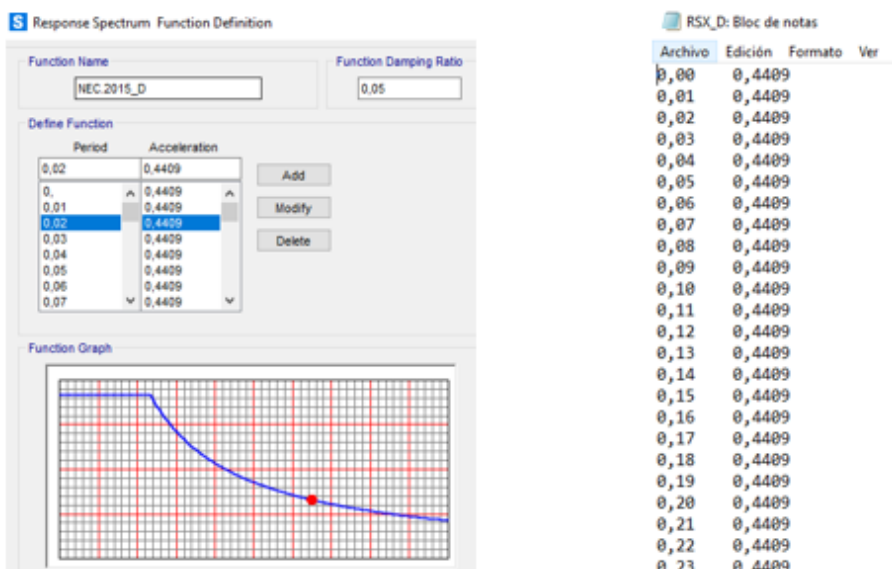 S Response Spectrum Function Definition
Function Name
NEC.2015_D
Function Damping Ratio
0,05
Define Function
Period Acceleration
0,02 0,4409
0, 0,4409
0,01 0,4409
0,02 0,4409
0,03 0,4409
0,04 0,4409
0,05 0,4409
0,06 0,4409
0,07 0,4409
Add
Modify
Delete
Function Graph
RSX_D: Bloc de notas
Archivo Edición Formato Ver
0,00 0,4409
0,01 0,4409
0,02 0,4409
0,03 0,4409
0,04 0,4409
0,05 0,4409
0,06 0,4409
0,07 0,4409
0,08 0,4409
0,09 0,4409
0,10 0,4409
0,11 0,4409
0,12 0,4409
0,13 0,4409
0,14 0,4409
0,15 0,4409
0,16 0,4409
0,17 0,4409
0,18 0,4409
0,19 0,4409
0,20 0,4409
0,21 0,4409
0,22 0,4409
0,23 0,4409